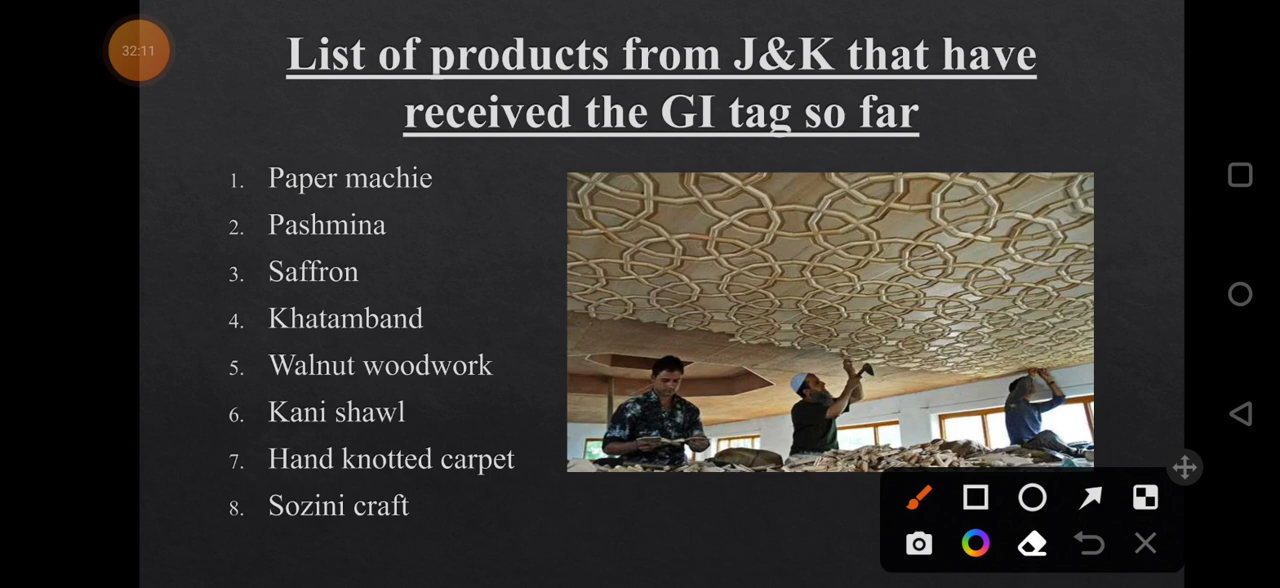 32:11
List of products from J&K that have
received the GI tag so far
1. Paper machie
2. Pashmina
3. Saffron
4. Khatamband
5. Walnut woodwork
6. Kani shawl
7. Hand knotted carpet
8. Sozini craft